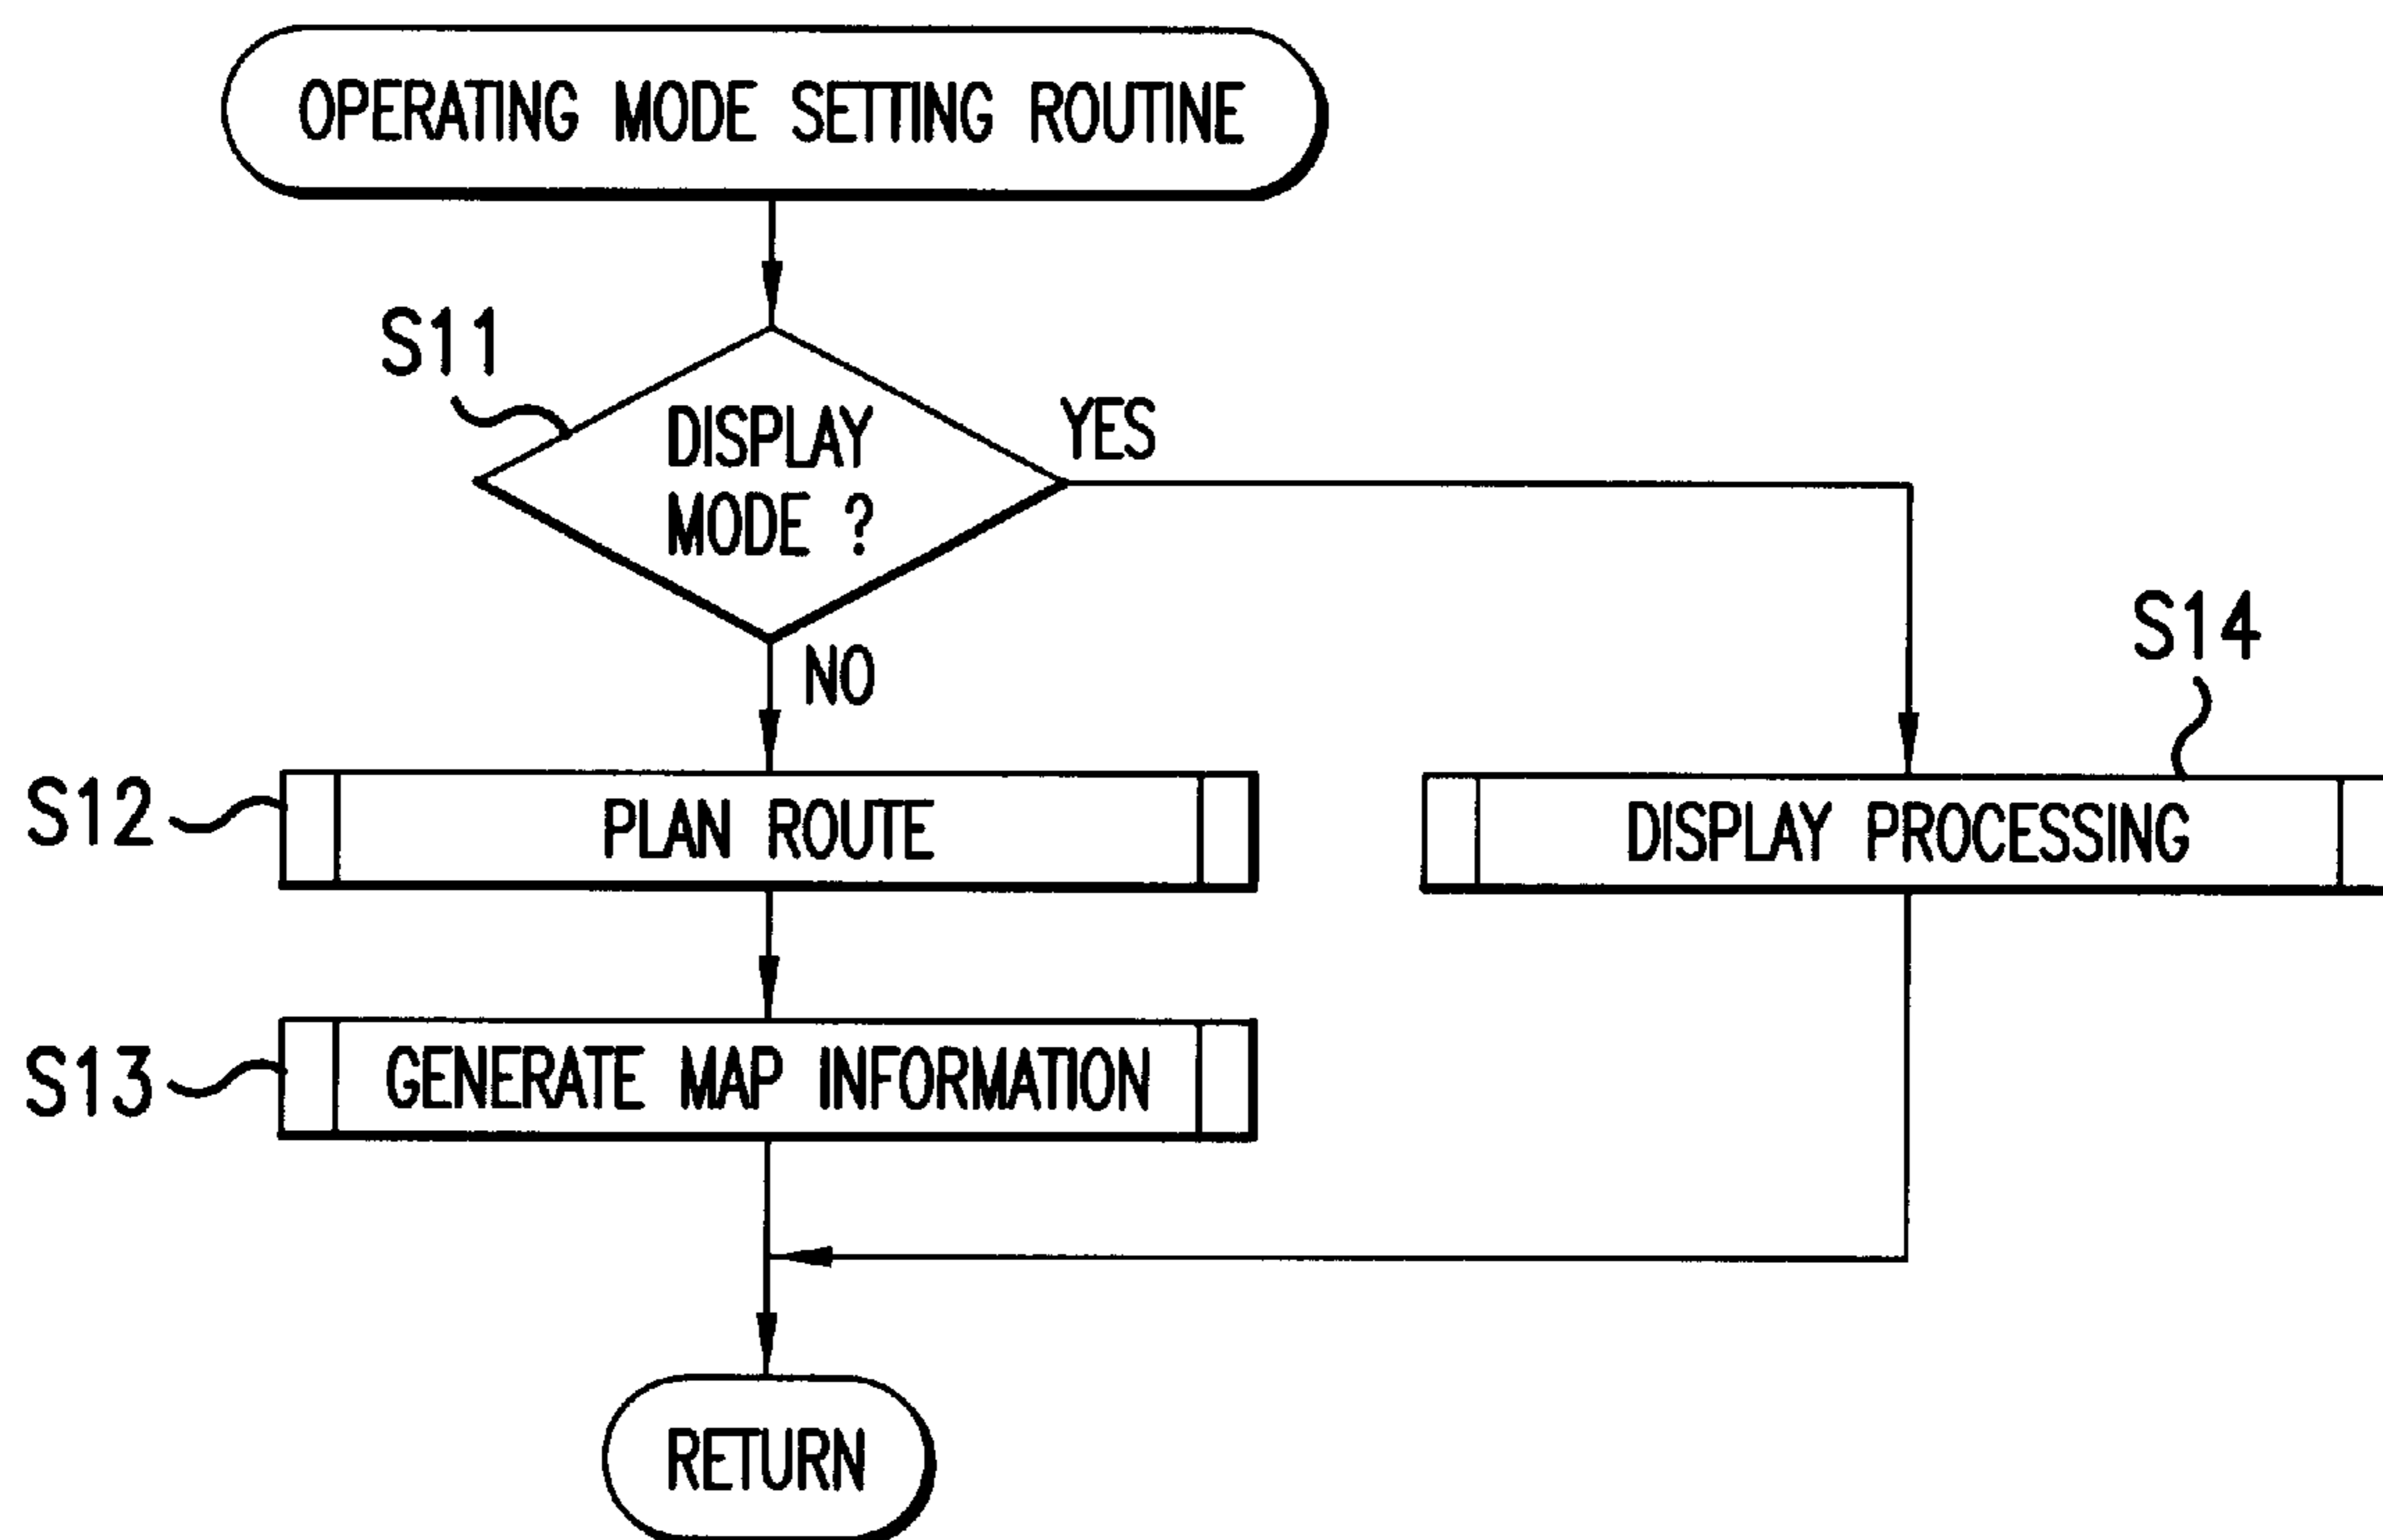 OPERATING MODE SETTING ROUTINE
S11
DISPLAY
MODE ?
YES
NO
S14
S12
PLAN ROUTE
DISPLAY PROCESSING
S13
GENERATE MAP INFORMATION
RETURN